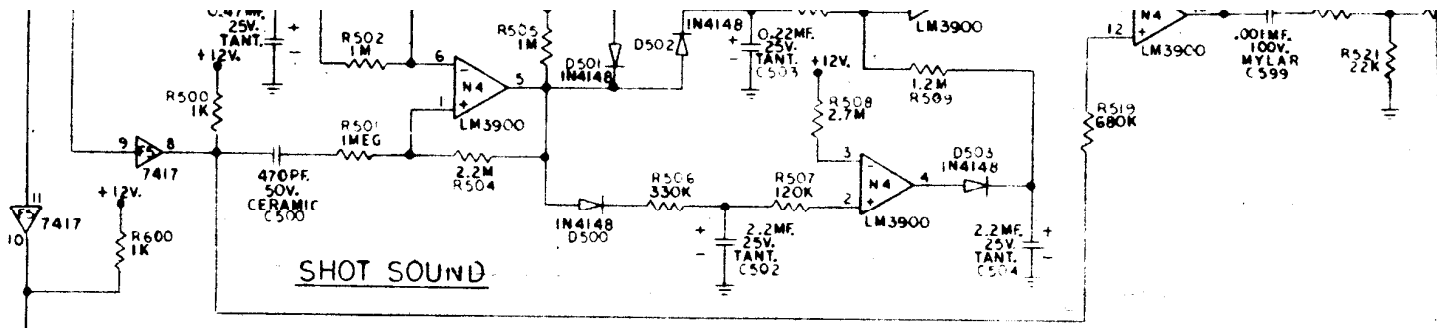 0.47MF.
25V.
TANT.
+12V.
R500
1K
R502
1M
6
1
N4
5
LM3900
R501
1MEG
2.2M
R504
470PF.
50V.
CERAMIC
C500
9
F5
8
7417
+12V.
11
F5
7417
10
R600
1K
SHOT SOUND
R505
1M
D501
1N4148
1N4148
D502
0.22MF.
25V.
TANT.
C503
LM3900
+12V.
R508
2.7M
1.2M
R509
1N4148
D500
R506
330K
R507
120K
2.2MF.
25V.
TANT.
C502
3
2
N4
4
LM3900
D503
1N4148
2.2MF.
25V.
TANT.
C504
12
N4
LM3900
R519
680K
.001MF.
100V.
MYLAR
C599
R521
22K